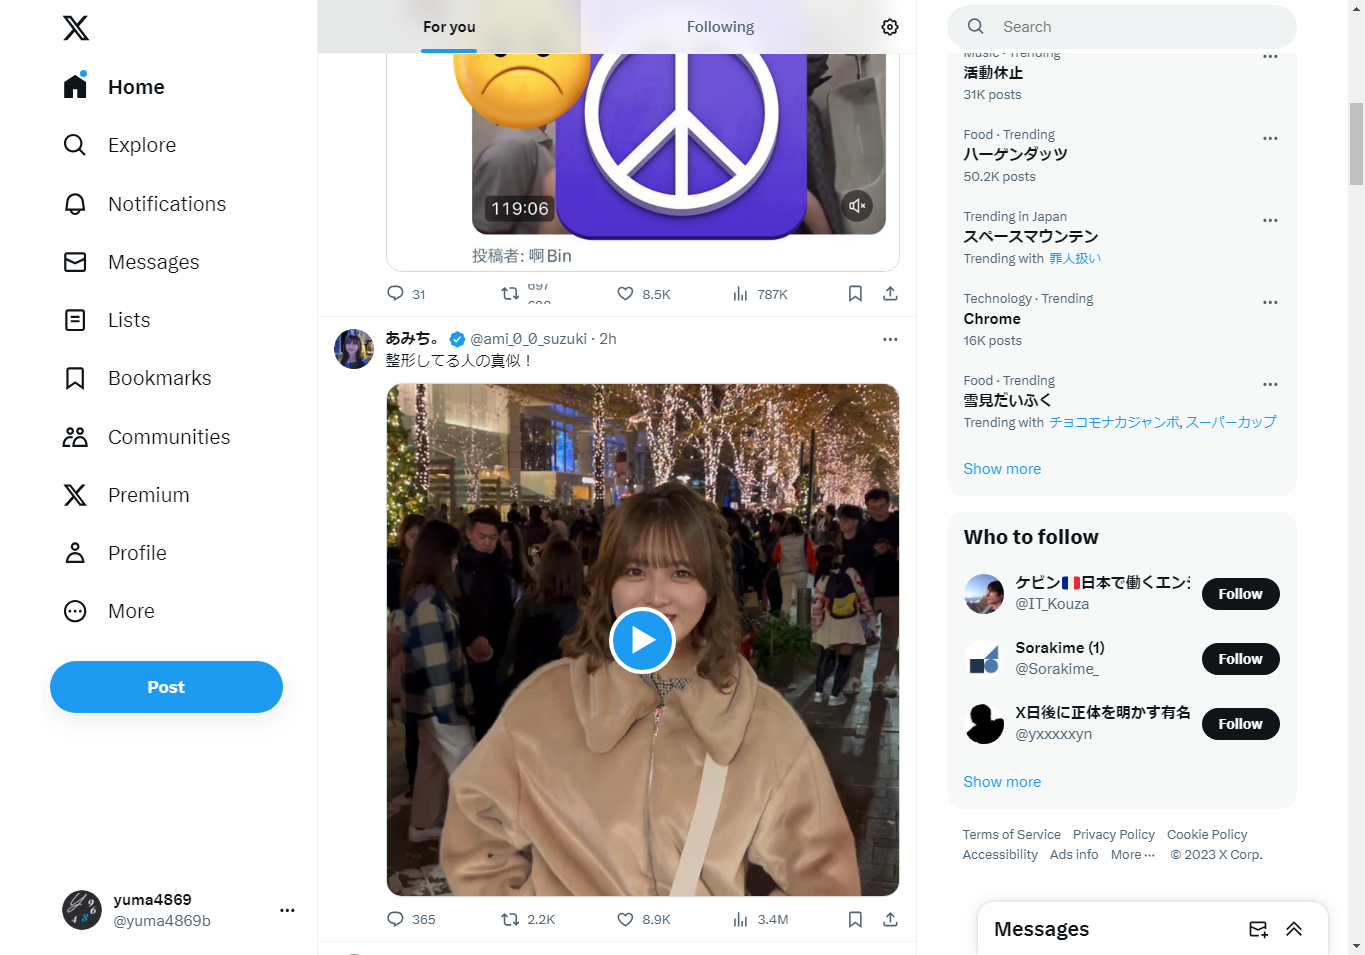 Home
Explore
Notifications
Messages
Lists
Bookmarks
Communities
Premium
Profile
More
Post
yuma4869
@yuma4869b
For you
Following
119:06
投稿者: 啊Bin
31
8.5K
787K
あみち。 @ami_0_0_suzuki · 2h
整形してる人の真似！
365
2.2K
8.9K
3.4M
Search
Music · Trending
活動休止
31K posts
Food · Trending
ハーゲンダッツ
50.2K posts
Trending in Japan
スペースマウンテン
Trending with 罪人扱い
Technology · Trending
Chrome
16K posts
Food · Trending
雪見だいふく
Trending with チョコモナカジャンボ, スーパーカップ
Show more
Who to follow
ケビン🇫🇷日本で働くエンジ
@IT_Kouza
Follow
Sorakime (1)
@Sorakime_
Follow
X日後に正体を明かす有名
@yxxxxxyn
Follow
Show more
Terms of Service Privacy Policy Cookie Policy
Accessibility Ads info More ··· © 2023 X Corp.
Messages